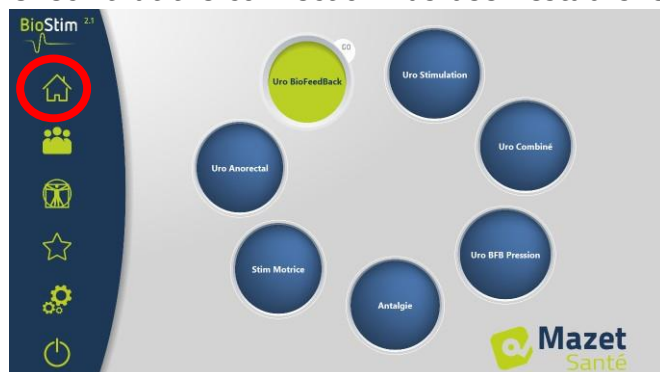 BioStim 2.1
GO
Uro BioFeedBack
Uro Stimulation
Uro Combiné
Uro Anorectal
Uro BFB Pression
Stim Motrice
Antalgie
Mazet
Santé